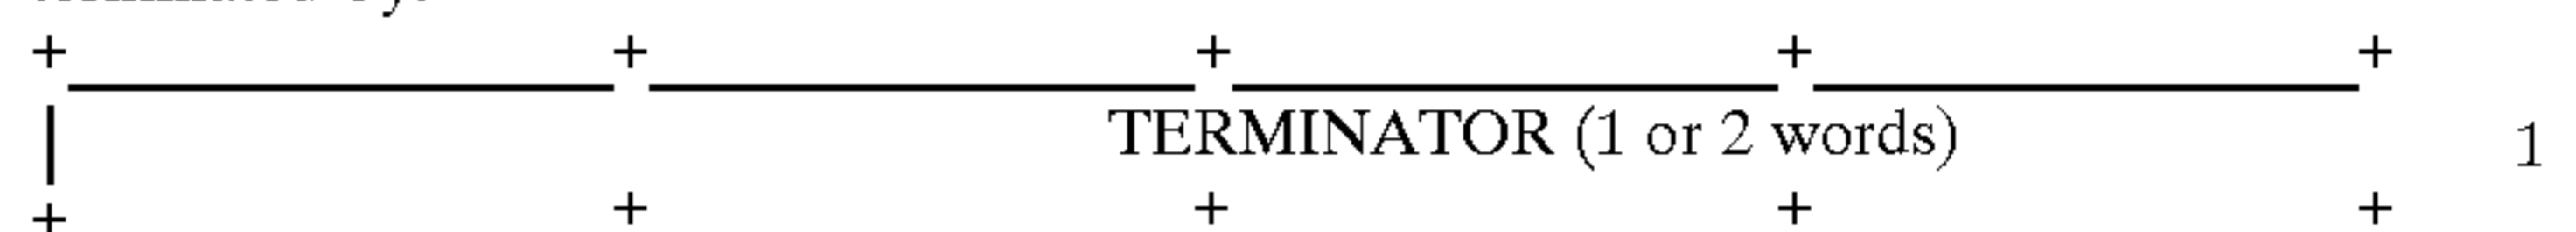 + + + + +
| TERMINATOR (1 or 2 words) 1
+ + + + +